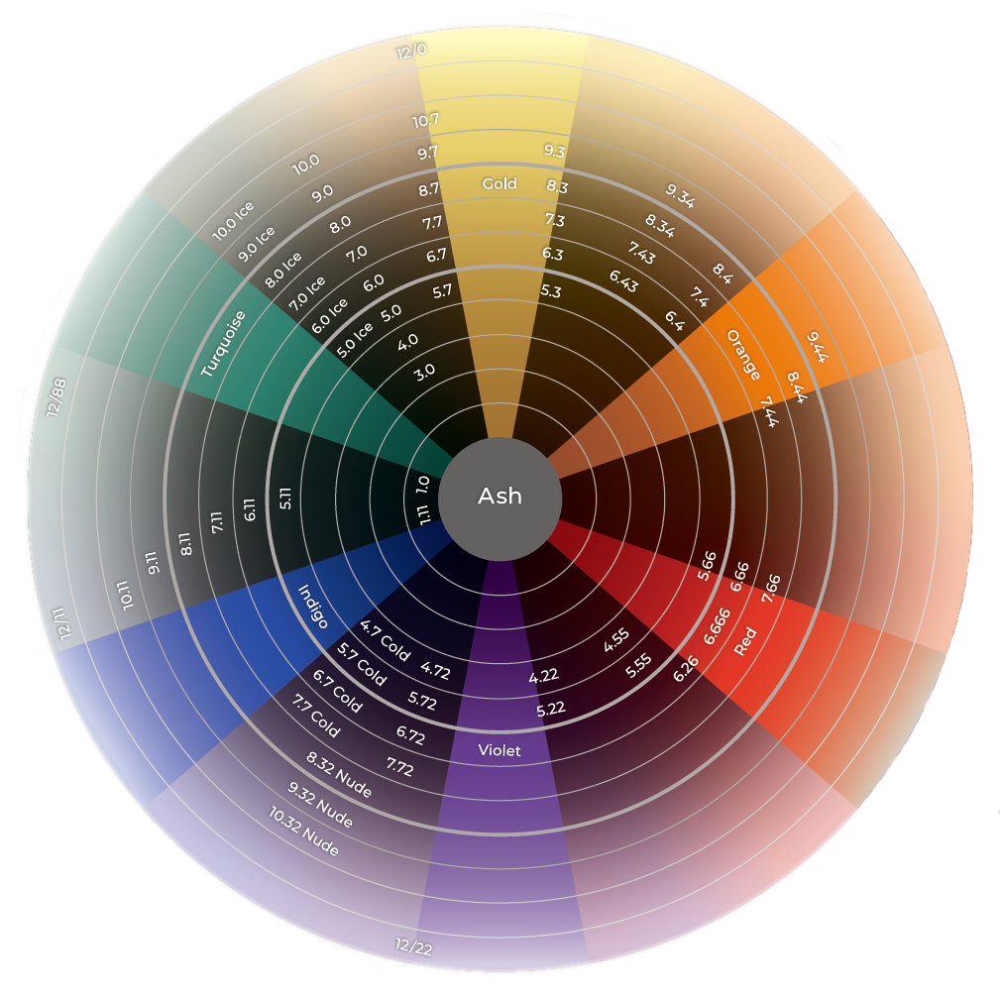 12/0
10.7
9.7
9.3
10.0
9.0
8.7
Gold
8.3
9.34
10.0 Ice
9.0 Ice
8.0
7.7
7.3
8.34
8.0 Ice
7.0
6.7
6.3
7.43
8.4
7.0 Ice
6.0
5.7
5.3
6.43
7.4
6.0 Ice
5.0
6.4
5.0 Ice
4.0
3.0
Turquoise
Orange
9.44
8.44
7.44
12/88
1.0
Ash
1.11
5.11
6.11
7.11
8.11
9.11
10.11
12/11
5.66
6.66
7.66
6.666
Red
6.26
Indigo
4.7 Cold
4.72
4.22
4.55
5.7 Cold
5.72
5.22
5.55
6.7 Cold
6.72
Violet
7.7 Cold
7.72
8.32 Nude
9.32 Nude
10.32 Nude
12/22